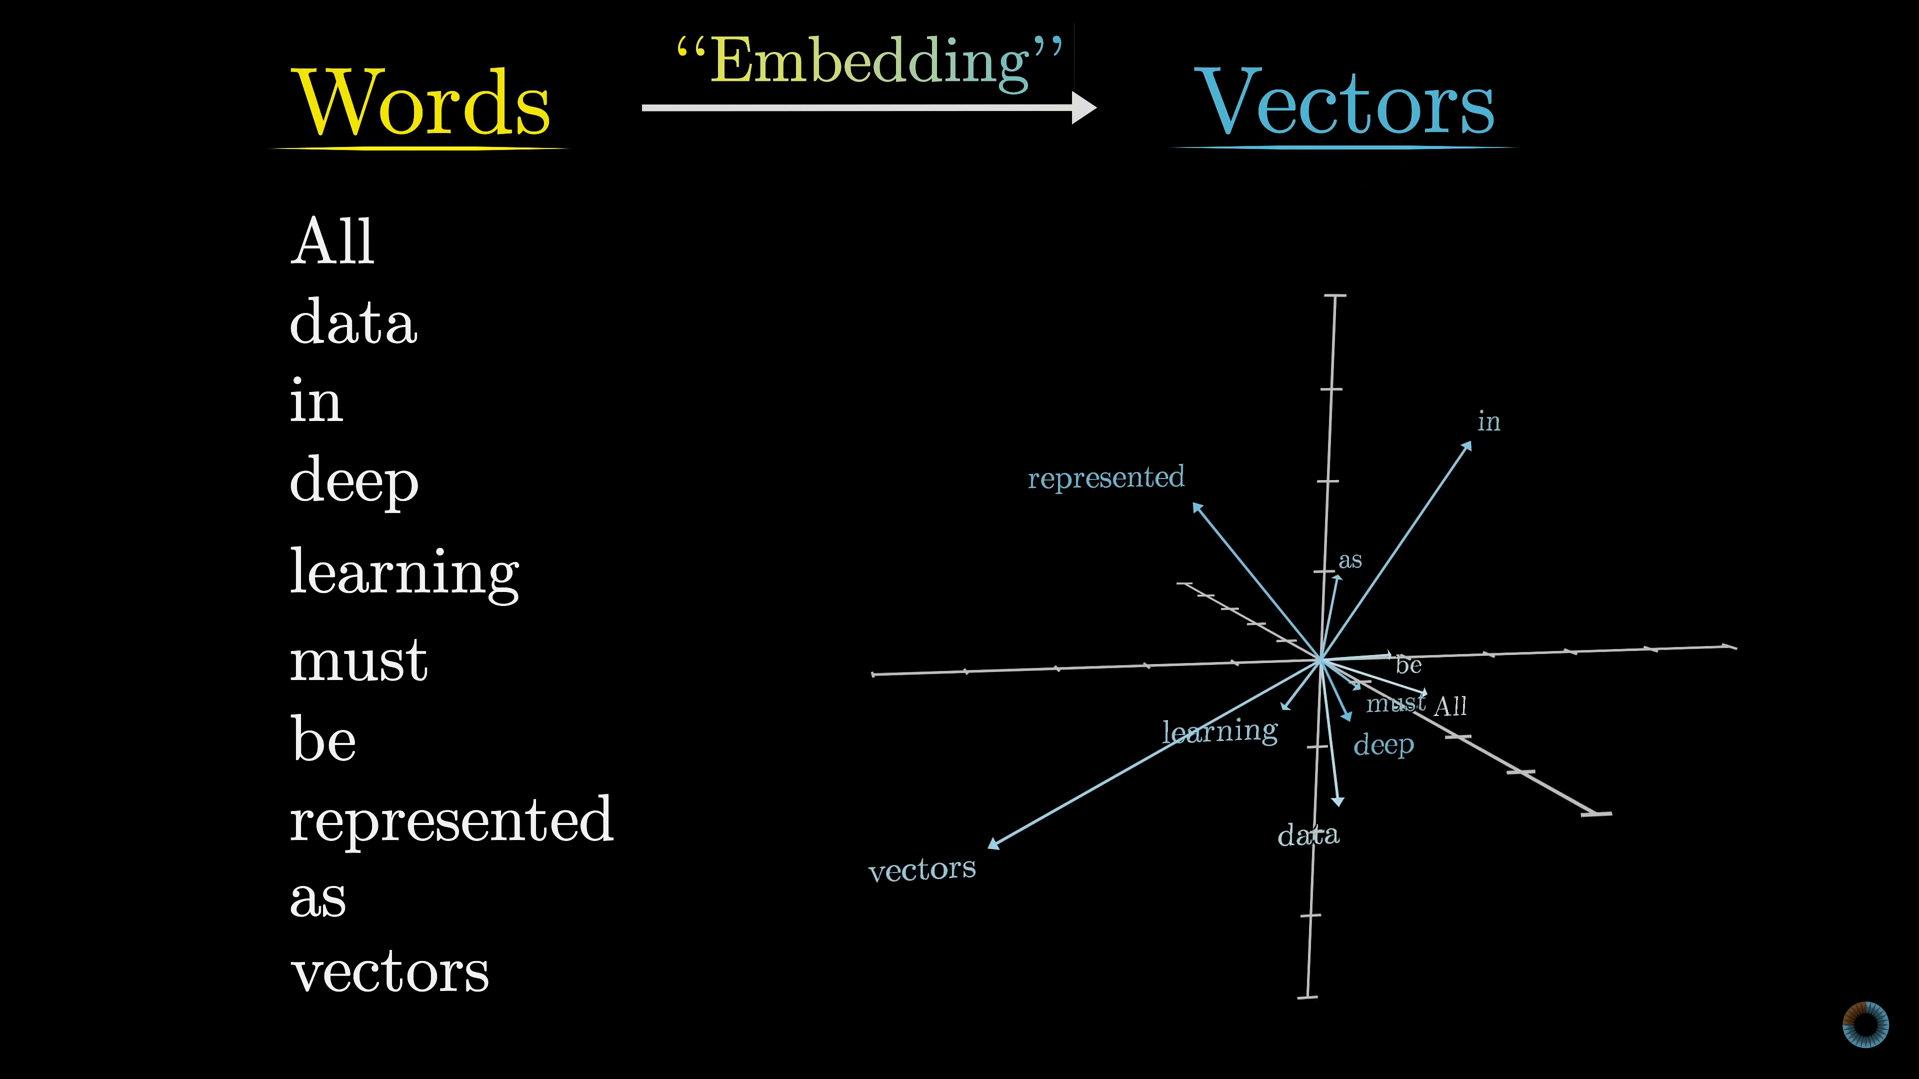 Words
“Embedding”
Vectors
All
data
in
deep
learning
must
be
represented
as
vectors
in
represented
as
be
must
All
learning
deep
data
vectors